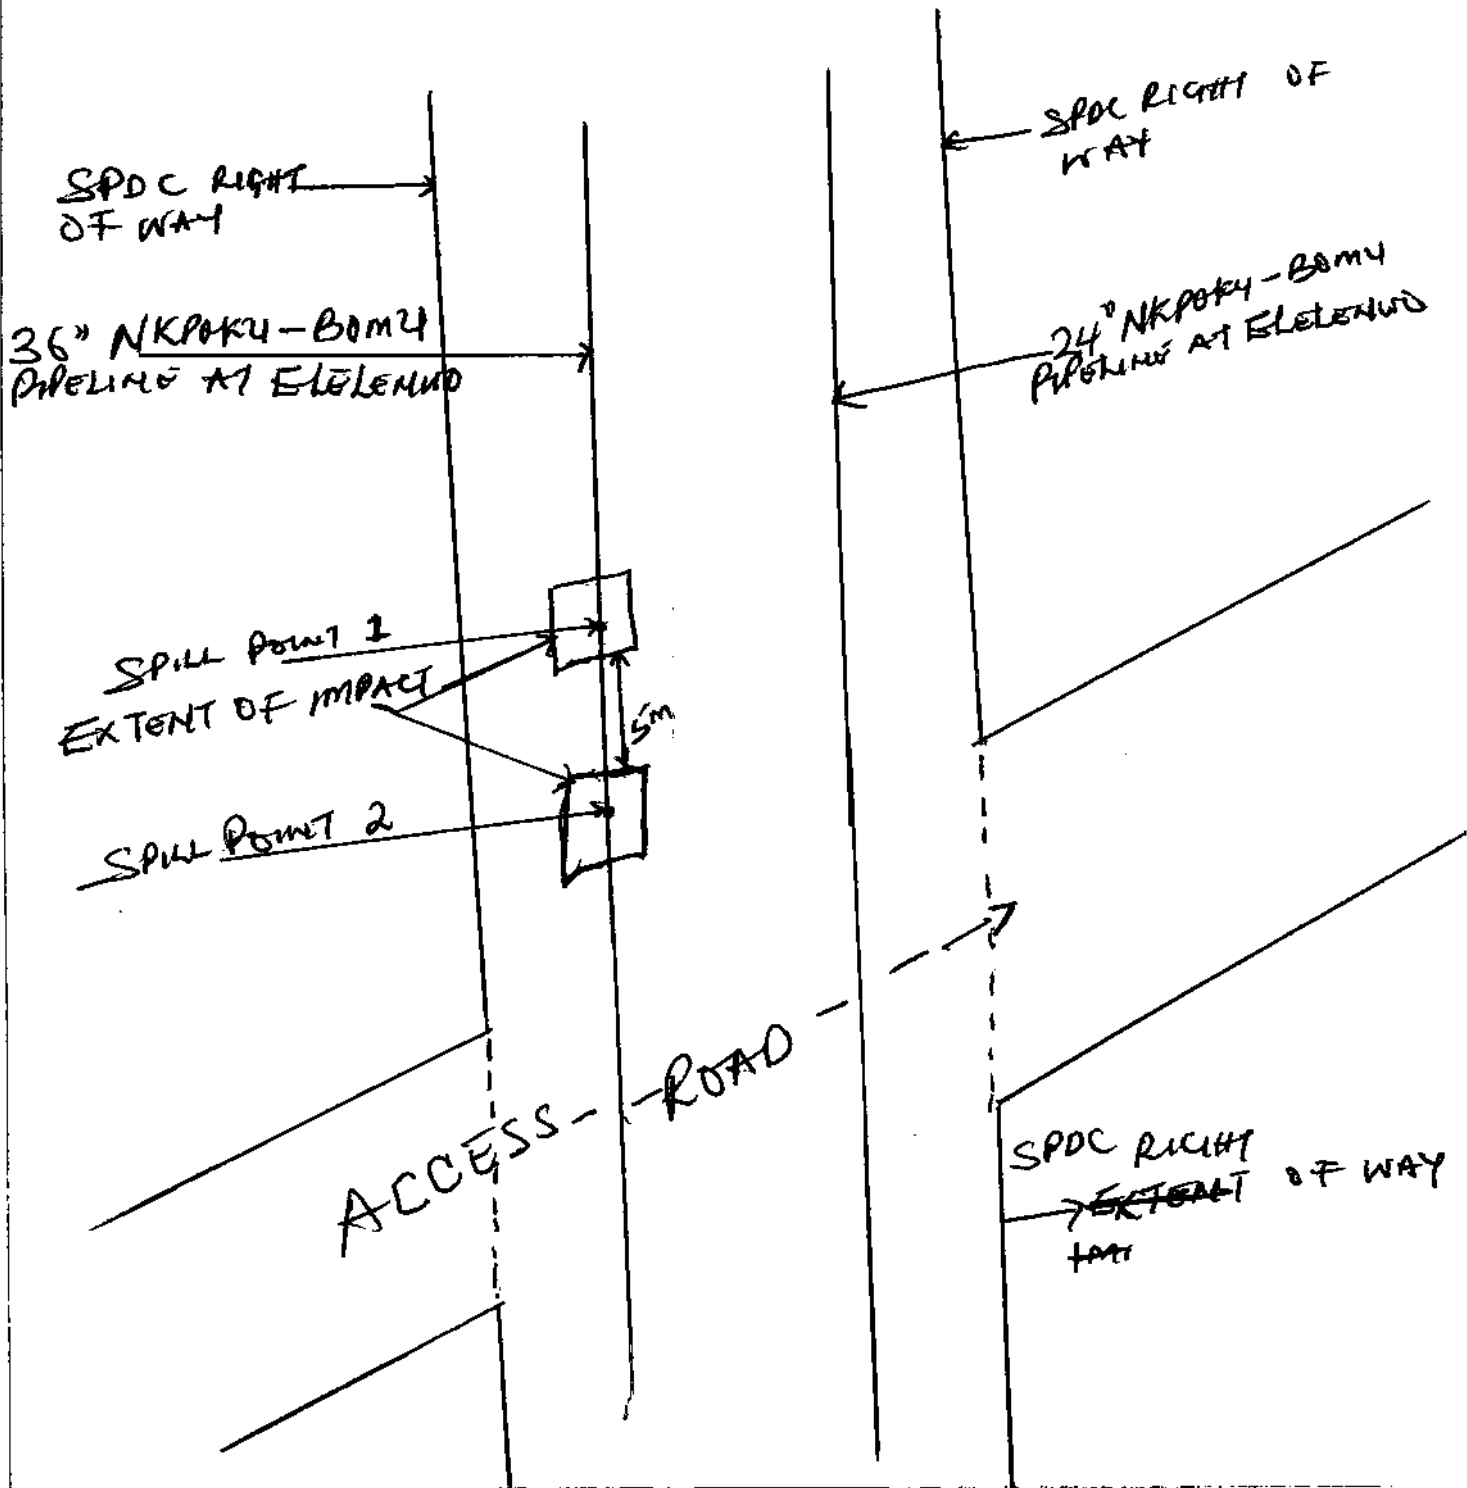 SPDC RIGHT OF
WAY
SPDC RIGHT
OF WAY
36" NKPOKU-BOMU
PIPELINE AT ELELENWO
24" NKPOKU-BOMU
PIPELINE AT ELELENWO
SPILL POINT 1
EXTENT OF IMPACT
5m
SPILL POINT 2
ACCESS -- ROAD
SPDC RIGHT
EXTENT OF WAY